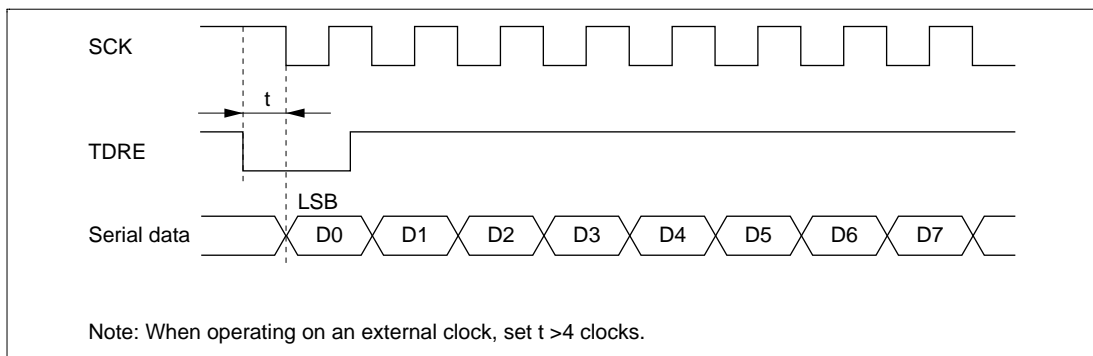 SCK
t
TDRE
LSB
Serial data D0 D1 D2 D3 D4 D5 D6 D7
Note: When operating on an external clock, set t >4 clocks.